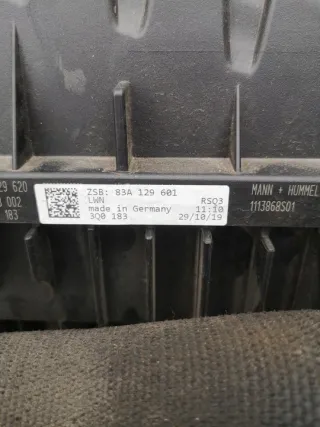 29 620
002
183
ZSB: 83A 129 601
LWN RSQ3
made in Germany 11:10
3Q0 183 29/10/19
MANN + HUMMEL
1113868S01